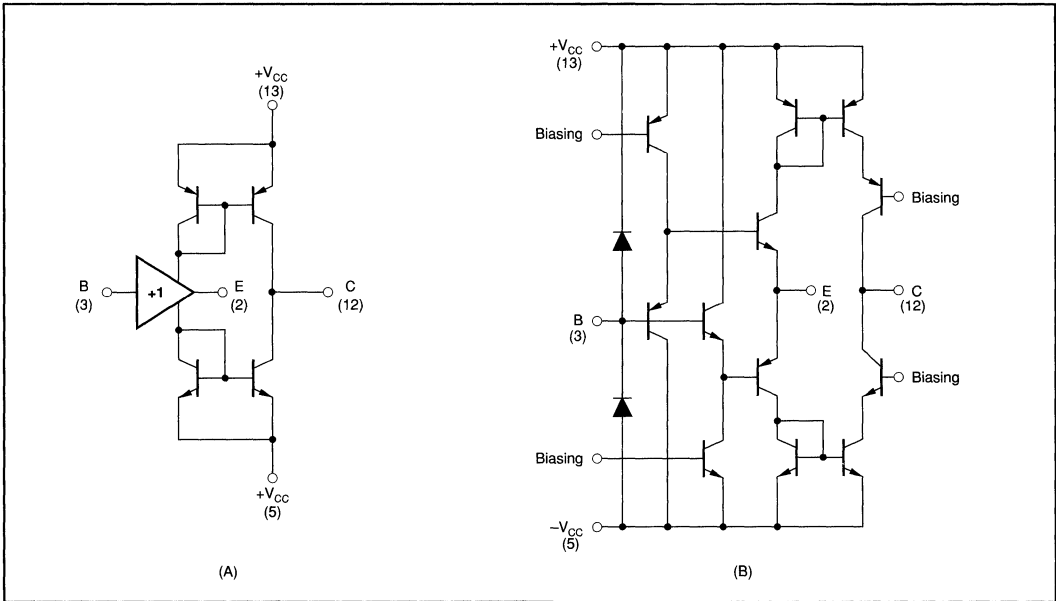 +VCC
(13)
B
(3)
+1
E
(2)
C
(12)
+VCC
(5)
(A)
+VCC
(13)
Biasing
Biasing
B
(3)
E
(2)
C
(12)
Biasing
Biasing
−VCC
(5)
(B)